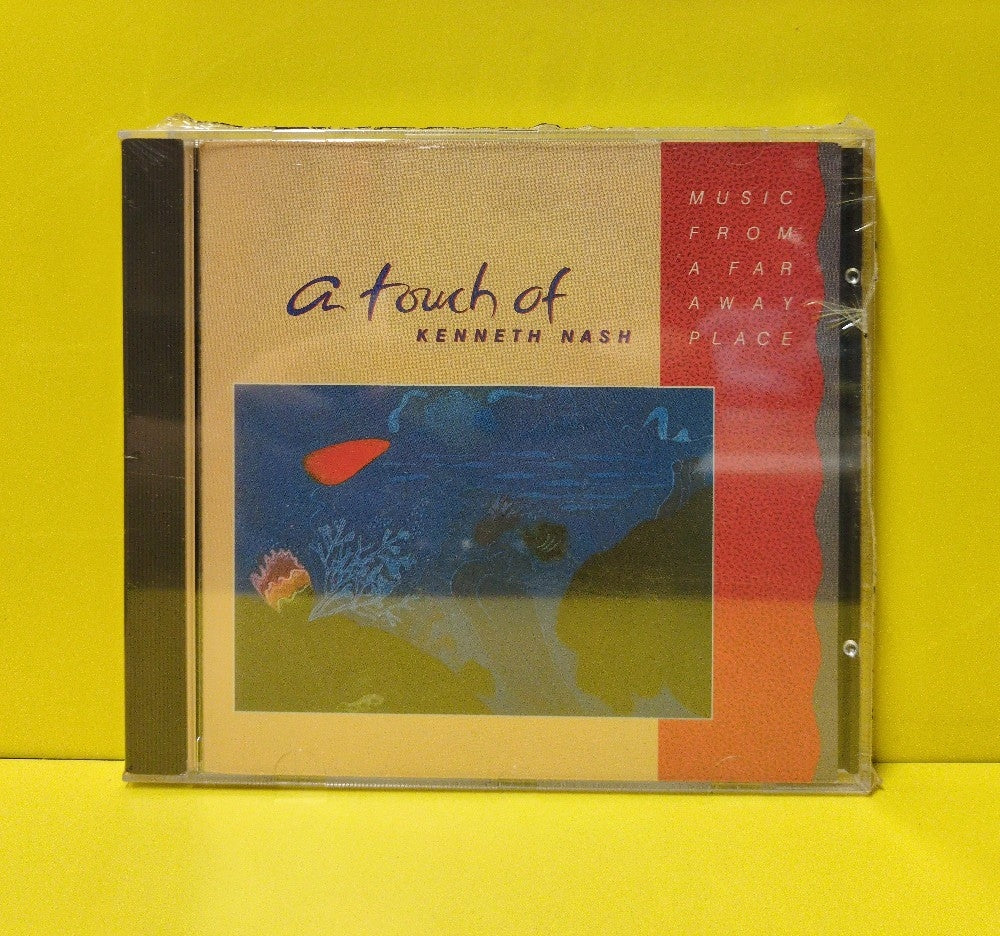 a touch of
KENNETH NASH
MUSIC
FROM
A FAR
AWAY
PLACE